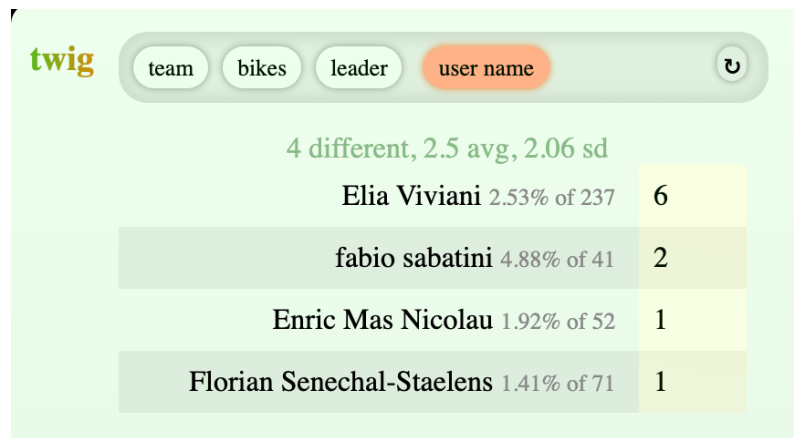 twig team bikes leader user name ↻
4 different, 2.5 avg, 2.06 sd
Elia Viviani 2.53% of 237 6
fabio sabatini 4.88% of 41 2
Enric Mas Nicolau 1.92% of 52 1
Florian Senechal-Staelens 1.41% of 71 1